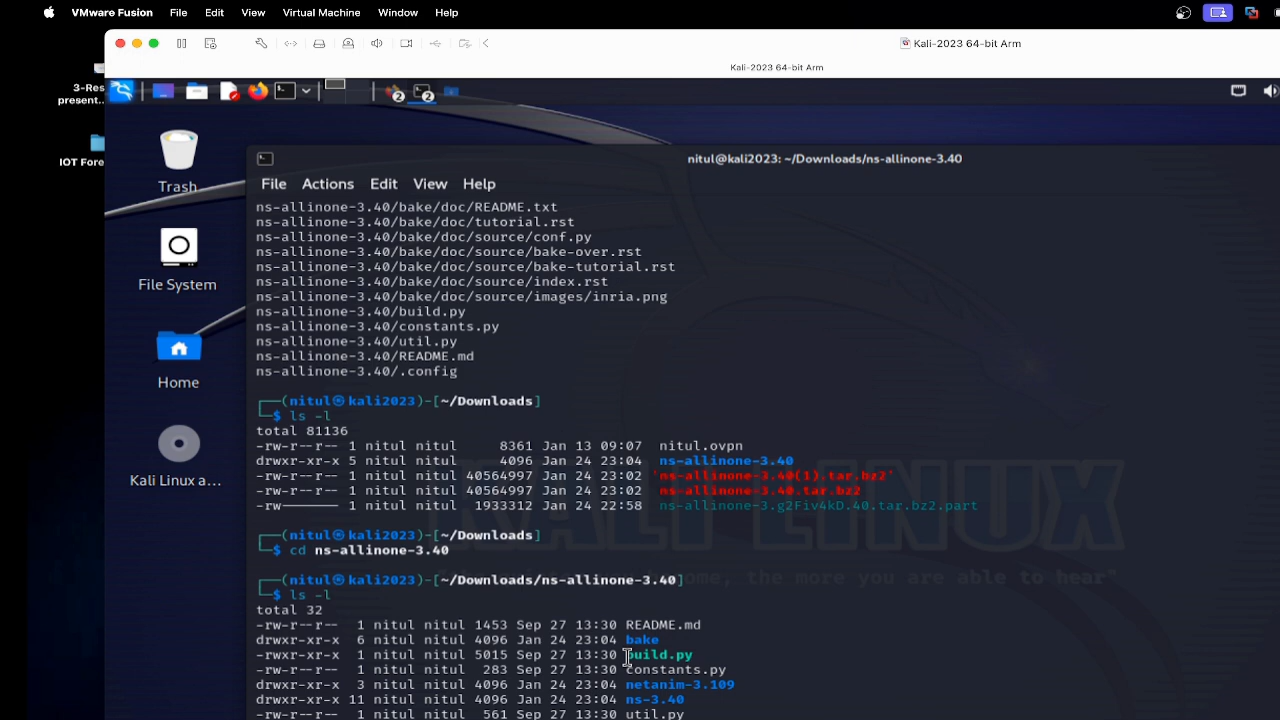 VMware Fusion File Edit View Virtual Machine Window Help
Kali-2023 64-bit Arm
Kali-2023 64-bit Arm
3-Res
present...
IOT Fore
2 2
nitul@kali2023: ~/Downloads/ns-allinone-3.40
Trash
File System
Home
Kali Linux a...
File Actions Edit View Help
ns-allinone-3.40/bake/doc/README.txt
ns-allinone-3.40/bake/doc/tutorial.rst
ns-allinone-3.40/bake/doc/source/conf.py
ns-allinone-3.40/bake/doc/source/bake-over.rst
ns-allinone-3.40/bake/doc/source/bake-tutorial.rst
ns-allinone-3.40/bake/doc/source/index.rst
ns-allinone-3.40/bake/doc/source/images/inria.png
ns-allinone-3.40/build.py
ns-allinone-3.40/constants.py
ns-allinone-3.40/util.py
ns-allinone-3.40/README.md
ns-allinone-3.40/.config
┌──(nitul㉿kali2023)-[~/Downloads]
└─$ ls -l
total 81136
-rw-r--r-- 1 nitul nitul 8361 Jan 13 09:07 nitul.ovpn
drwxr-xr-x 5 nitul nitul 4096 Jan 24 23:04 ns-allinone-3.40
-rw-r--r-- 1 nitul nitul 40564997 Jan 24 23:02 'ns-allinone-3.40(1).tar.bz2'
-rw-r--r-- 1 nitul nitul 40564997 Jan 24 23:02 ns-allinone-3.40.tar.bz2
-rw------- 1 nitul nitul 1933312 Jan 24 22:58 ns-allinone-3.g2Fiv4kD.40.tar.bz2.part
┌──(nitul㉿kali2023)-[~/Downloads]
└─$ cd ns-allinone-3.40
┌──(nitul㉿kali2023)-[~/Downloads/ns-allinone-3.40]
└─$ ls -l
total 32
-rw-r--r-- 1 nitul nitul 1453 Sep 27 13:30 README.md
drwxr-xr-x 6 nitul nitul 4096 Jan 24 23:04 bake
-rwxr-xr-x 1 nitul nitul 5015 Sep 27 13:30 build.py
-rw-r--r-- 1 nitul nitul 283 Sep 27 13:30 constants.py
drwxr-xr-x 3 nitul nitul 4096 Jan 24 23:04 netanim-3.109
drwxr-xr-x 11 nitul nitul 4096 Jan 24 23:04 ns-3.40
-rw-r--r-- 1 nitul nitul 561 Sep 27 13:30 util.py
KALI LINUX
the more you are able to hear"